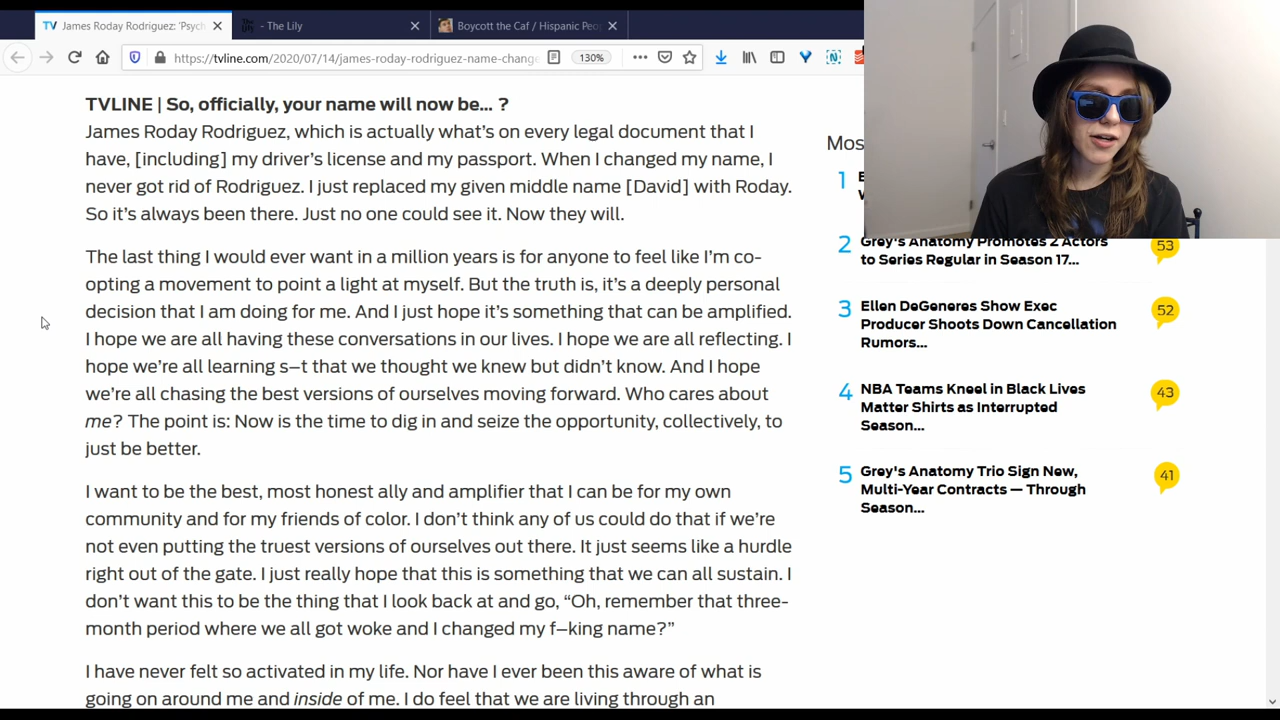 James Roday Rodriguez: 'Psych
- The Lily
Boycott the Caf / Hispanic Peop
https://tvline.com/2020/07/14/james-roday-rodriguez-name-change
130%
TVLINE | So, officially, your name will now be… ?
James Roday Rodriguez, which is actually what's on every legal document that I
have, [including] my driver's license and my passport. When I changed my name, I
never got rid of Rodriguez. I just replaced my given middle name [David] with Roday.
So it's always been there. Just no one could see it. Now they will.
The last thing I would ever want in a million years is for anyone to feel like I'm co-
opting a movement to point a light at myself. But the truth is, it's a deeply personal
decision that I am doing for me. And I just hope it's something that can be amplified.
I hope we are all having these conversations in our lives. I hope we are all reflecting. I
hope we're all learning s–t that we thought we knew but didn't know. And I hope
we're all chasing the best versions of ourselves moving forward. Who cares about
me? The point is: Now is the time to dig in and seize the opportunity, collectively, to
just be better.
I want to be the best, most honest ally and amplifier that I can be for my own
community and for my friends of color. I don't think any of us could do that if we're
not even putting the truest versions of ourselves out there. It just seems like a hurdle
right out of the gate. I just really hope that this is something that we can all sustain. I
don't want this to be the thing that I look back at and go, “Oh, remember that three-
month period where we all got woke and I changed my f–king name?”
I have never felt so activated in my life. Nor have I ever been this aware of what is
going on around me and inside of me. I do feel that we are living through an
Mos
1
2
Grey's Anatomy Promotes 2 Actors
to Series Regular in Season 17...
53
3
Ellen DeGeneres Show Exec
Producer Shoots Down Cancellation
Rumors...
52
4
NBA Teams Kneel in Black Lives
Matter Shirts as Interrupted
Season...
43
5
Grey's Anatomy Trio Sign New,
Multi-Year Contracts — Through
Season...
41